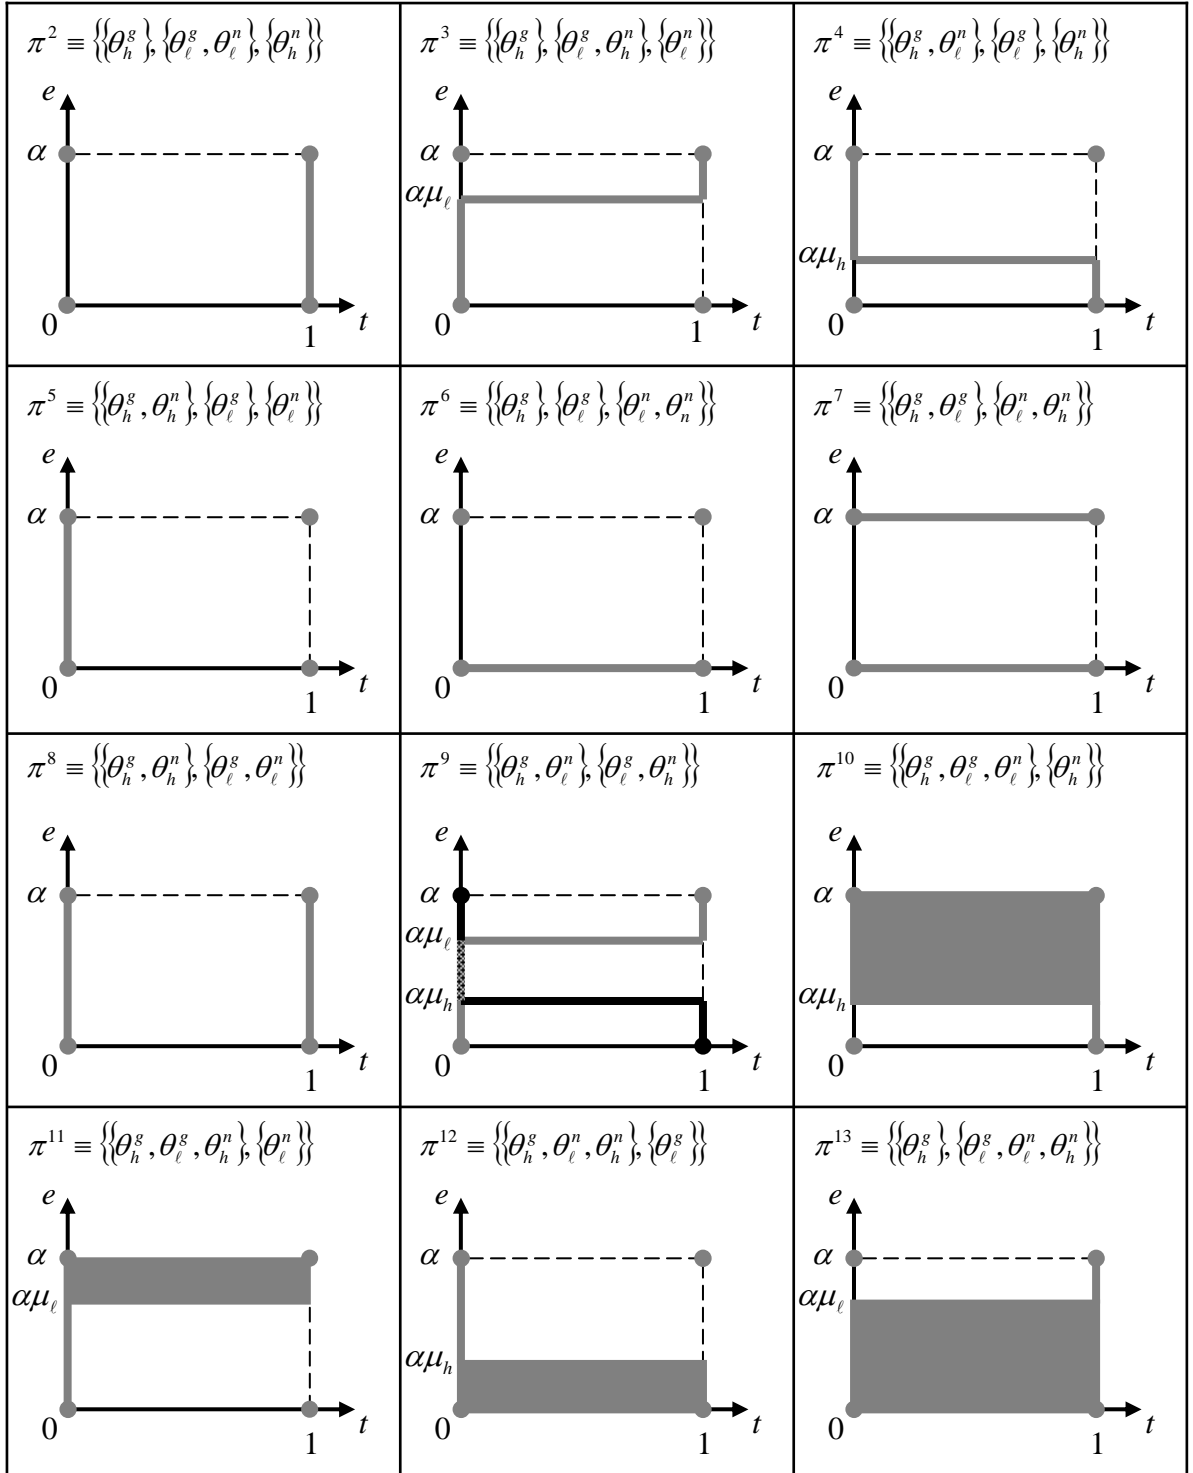 π² ≡ {{θ_h^g}, {θ_ℓ^g, θ_ℓ^n}, {θ_h^n}}
e
α
0
1
t
π³ ≡ {{θ_h^g}, {θ_ℓ^g, θ_h^n}, {θ_ℓ^n}}
e
α
αμ_ℓ
0
1
t
π⁴ ≡ {{θ_h^g, θ_ℓ^n}, {θ_ℓ^g}, {θ_h^n}}
e
α
αμ_h
0
1
t
π⁵ ≡ {{θ_h^g, θ_h^n}, {θ_ℓ^g}, {θ_ℓ^n}}
e
α
0
1
t
π⁶ ≡ {{θ_h^g}, {θ_ℓ^g}, {θ_ℓ^n, θ_n^n}}
e
α
0
1
t
π⁷ ≡ {{θ_h^g, θ_ℓ^g}, {θ_ℓ^n, θ_h^n}}
e
α
0
1
t
π⁸ ≡ {{θ_h^g, θ_h^n}, {θ_ℓ^g, θ_ℓ^n}}
e
α
0
1
t
π⁹ ≡ {{θ_h^g, θ_ℓ^n}, {θ_ℓ^g, θ_h^n}}
e
α
αμ_ℓ
αμ_h
0
1
t
π¹⁰ ≡ {{θ_h^g, θ_ℓ^g, θ_ℓ^n}, {θ_h^n}}
e
α
αμ_h
0
1
t
π¹¹ ≡ {{θ_h^g, θ_ℓ^g, θ_h^n}, {θ_ℓ^n}}
e
α
αμ_ℓ
0
1
t
π¹² ≡ {{θ_h^g, θ_ℓ^n, θ_h^n}, {θ_ℓ^g}}
e
α
αμ_h
0
1
t
π¹³ ≡ {{θ_h^g}, {θ_ℓ^g, θ_ℓ^n, θ_h^n}}
e
α
αμ_ℓ
0
1
t